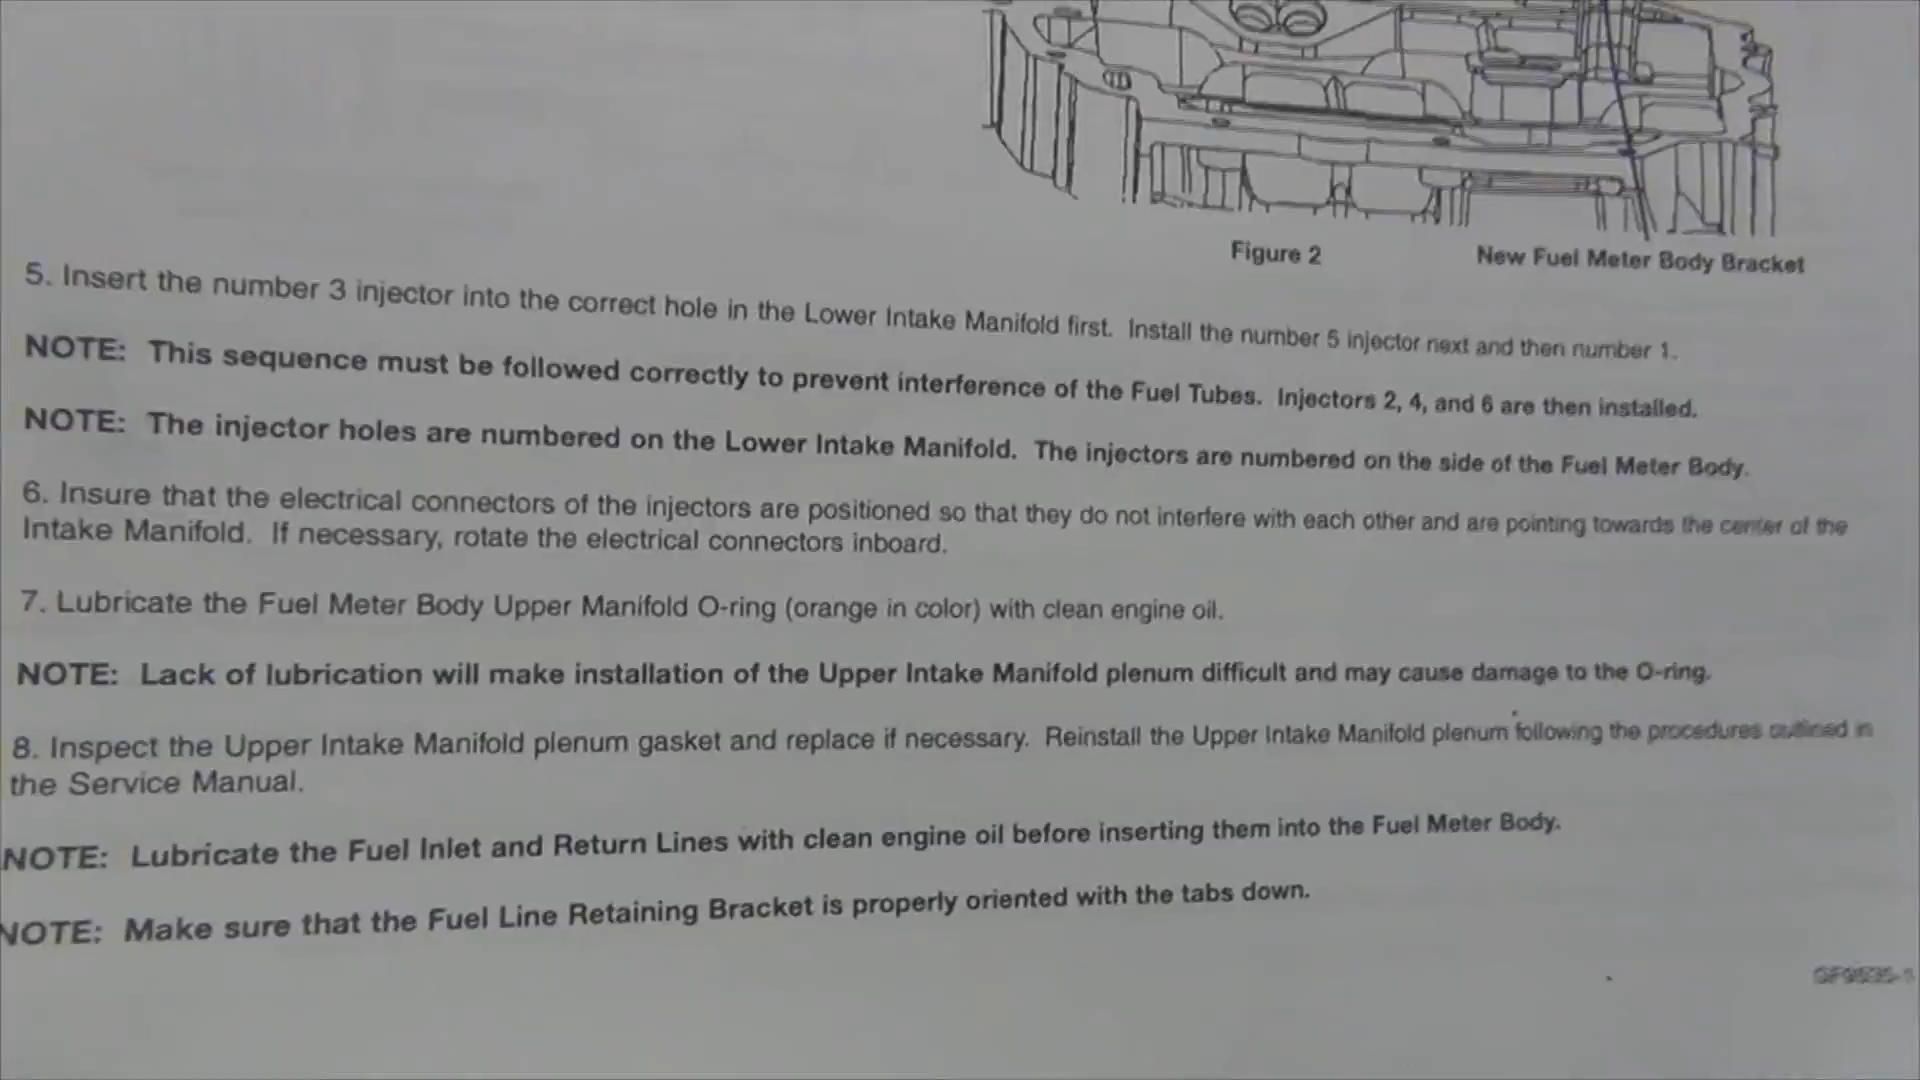 Figure 2
New Fuel Meter Body Bracket
5. Insert the number 3 injector into the correct hole in the Lower Intake Manifold first. Install the number 5 injector next and then number 1.
NOTE: This sequence must be followed correctly to prevent interference of the Fuel Tubes. Injectors 2, 4, and 6 are then installed.
NOTE: The injector holes are numbered on the Lower Intake Manifold. The injectors are numbered on the side of the Fuel Meter Body.
6. Insure that the electrical connectors of the injectors are positioned so that they do not interfere with each other and are pointing towards the center of the
Intake Manifold. If necessary, rotate the electrical connectors inboard.
7. Lubricate the Fuel Meter Body Upper Manifold O-ring (orange in color) with clean engine oil.
NOTE: Lack of lubrication will make installation of the Upper Intake Manifold plenum difficult and may cause damage to the O-ring.
8. Inspect the Upper Intake Manifold plenum gasket and replace if necessary. Reinstall the Upper Intake Manifold plenum following the procedures outlined in
the Service Manual.
NOTE: Lubricate the Fuel Inlet and Return Lines with clean engine oil before inserting them into the Fuel Meter Body.
NOTE: Make sure that the Fuel Line Retaining Bracket is properly oriented with the tabs down.